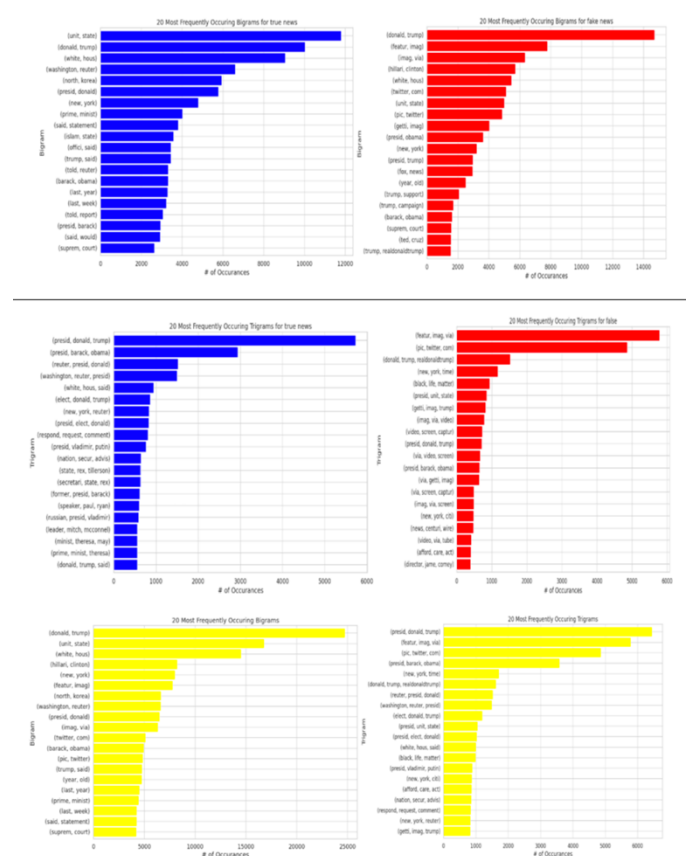 20 Most Frequently Occuring Bigrams for true news
(unit, state)
(donald, trump)
(white, hous)
(washington, reuter)
(north, korea)
(presid, donald)
(new, york)
(prime, minist)
(said, statement)
(islam, state)
(offici, said)
(trump, said)
(told, reuter)
(barack, obama)
(last, year)
(last, week)
(told, report)
(presid, barack)
(said, would)
(suprem, court)
Bigram
0 2000 4000 6000 8000 10000 12000
# of Occurances
20 Most Frequently Occuring Bigrams for fake news
(donald, trump)
(featur, imag)
(imag, via)
(hillari, clinton)
(white, hous)
(twitter, com)
(unit, state)
(pic, twitter)
(getti, imag)
(presid, obama)
(new, york)
(presid, trump)
(fox, news)
(year, old)
(trump, support)
(trump, campaign)
(barack, obama)
(suprem, court)
(ted, cruz)
(trump, realdonaldtrump)
Bigram
0 2000 4000 6000 8000 10000 12000 14000
# of Occurances
20 Most Frequently Occuring Trigrams for true news
(presid, donald, trump)
(presid, barack, obama)
(reuter, presid, donald)
(washington, reuter, presid)
(white, hous, said)
(elect, donald, trump)
(new, york, reuter)
(presid, elect, donald)
(respond, request, comment)
(presid, vladimir, putin)
(nation, secur, advis)
(state, rex, tillerson)
(secretari, state, rex)
(former, presid, barack)
(speaker, paul, ryan)
(russian, presid, vladimir)
(leader, mitch, mcconnel)
(minist, theresa, may)
(prime, minist, theresa)
(donald, trump, said)
Trigram
0 1000 2000 3000 4000 5000 6000
# of Occurances
20 Most Frequently Occuring Trigrams for fake
(featur, imag, via)
(pic, twitter, com)
(donald, trump, realdonaldtrump)
(new, york, time)
(black, life, matter)
(presid, unit, state)
(getti, imag, trump)
(imag, via, video)
(video, screen, captur)
(presid, donald, trump)
(via, video, screen)
(presid, barack, obama)
(via, getti, imag)
(via, screen, captur)
(imag, via, screen)
(new, york, citi)
(news, centuri, wire)
(video, via, tube)
(afford, care, act)
(director, jame, comey)
Trigram
0 1000 2000 3000 4000 5000 6000
# of Occurances
20 Most Frequently Occuring Bigrams
(donald, trump)
(unit, state)
(white, hous)
(hillari, clinton)
(new, york)
(featur, imag)
(north, korea)
(washington, reuter)
(presid, donald)
(imag, via)
(twitter, com)
(barack, obama)
(pic, twitter)
(trump, said)
(year, old)
(last, year)
(prime, minist)
(last, week)
(said, statement)
(suprem, court)
Bigram
0 5000 10000 15000 20000 25000
# of Occurances
20 Most Frequently Occuring Trigrams
(presid, donald, trump)
(featur, imag, via)
(pic, twitter, com)
(presid, barack, obama)
(new, york, time)
(donald, trump, realdonaldtrump)
(reuter, presid, donald)
(washington, reuter, presid)
(elect, donald, trump)
(presid, unit, state)
(presid, elect, donald)
(white, hous, said)
(black, life, matter)
(presid, vladimir, putin)
(new, york, citi)
(afford, care, act)
(nation, secur, advis)
(respond, request, comment)
(new, york, reuter)
(getti, imag, trump)
Trigram
0 1000 2000 3000 4000 5000 6000
# of Occurances